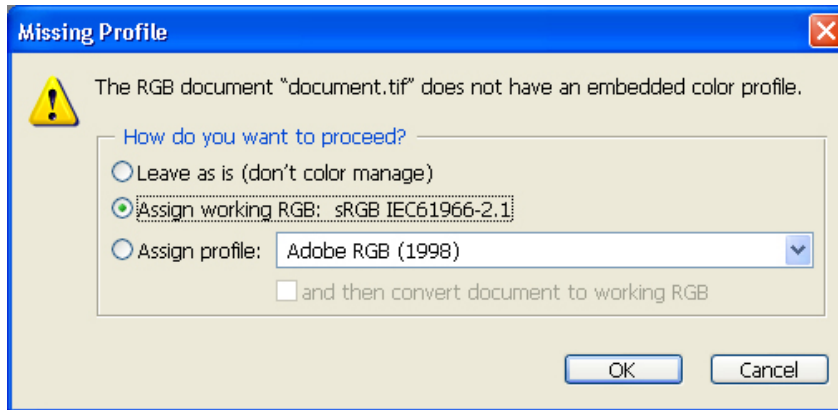 Missing Profile
The RGB document “document.tif” does not have an embedded color profile.
How do you want to proceed?
Leave as is (don’t color manage)
Assign working RGB: sRGB IEC61966-2.1
Assign profile: Adobe RGB (1998)
and then convert document to working RGB
OK Cancel